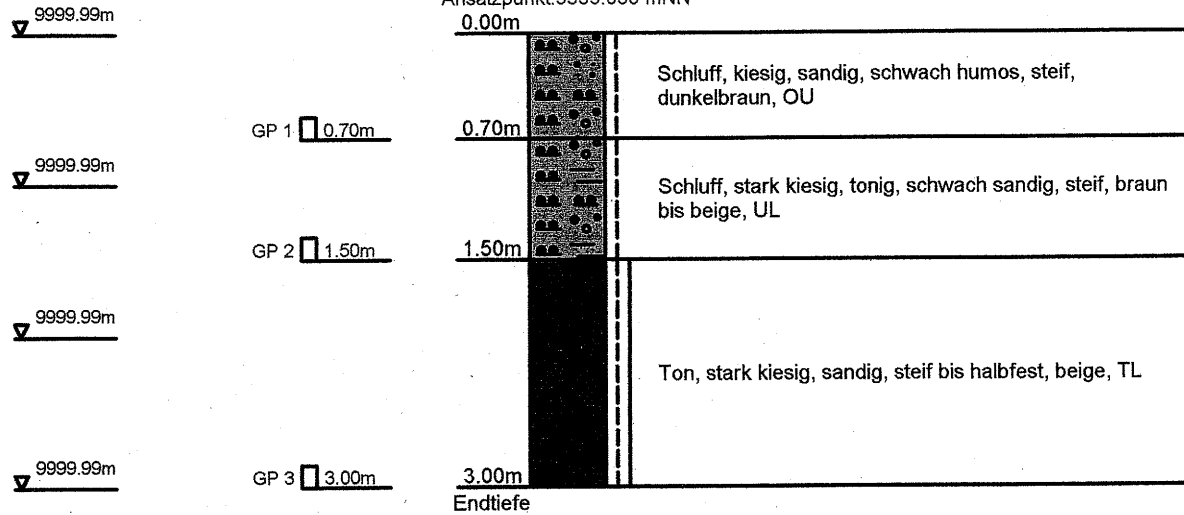 9999.99m
0.00m
Schluff, kiesig, sandig, schwach humos, steif,
dunkelbraun, OU
GP 1 0.70m
0.70m
9999.99m
Schluff, stark kiesig, tonig, schwach sandig, steif, braun
bis beige, UL
GP 2 1.50m
1.50m
9999.99m
Ton, stark kiesig, sandig, steif bis halbfest, beige, TL
9999.99m
GP 3 3.00m
3.00m
Endtiefe